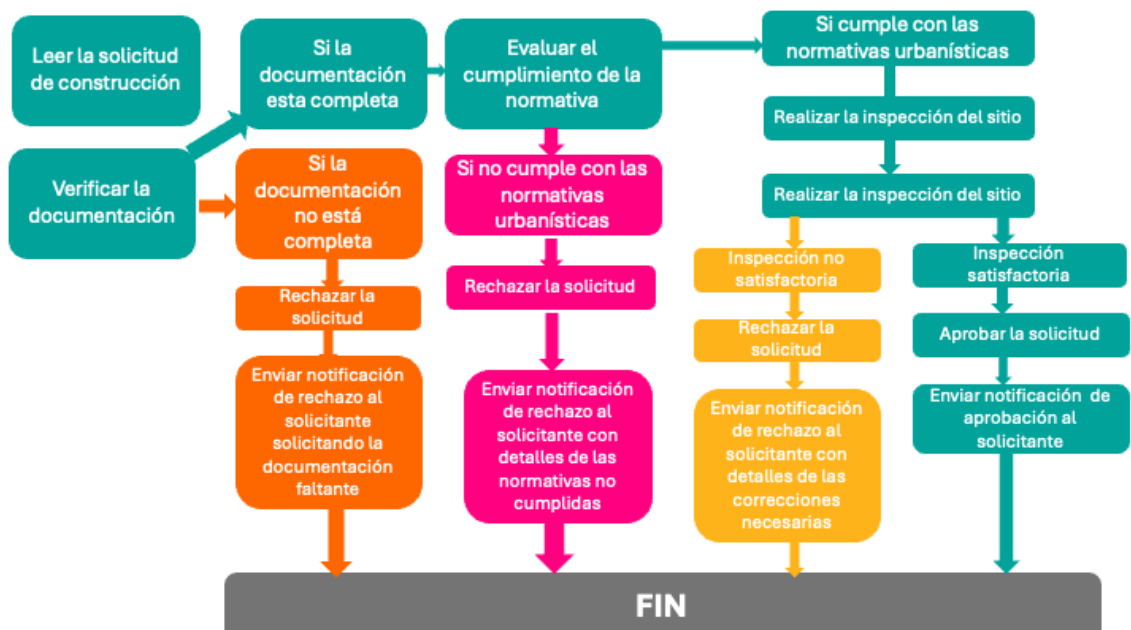 Leer la solicitud
de construcción
Si la
documentación
esta completa
Evaluar el
cumplimiento de la
normativa
Si cumple con las
normativas urbanísticas
Realizar la inspección del sitio
Verificar la
documentación
Si la
documentación
no está
completa
Si no cumple con las
normativas
urbanísticas
Realizar la inspección del sitio
Rechazar la
solicitud
Rechazar la solicitud
Inspección no
satisfactoria
Inspección
satisfactoria
Rechazar la
solicitud
Aprobar la solicitud
Enviar notificación
de rechazo al
solicitante
solicitando la
documentación
faltante
Enviar notificación
de rechazo al
solicitante con
detalles de las
normativas no
cumplidas
Enviar notificación
de rechazo al
solicitante con
detalles de las
correcciones
necesarias
Enviar notificación de
aprobación al
solicitante
FIN